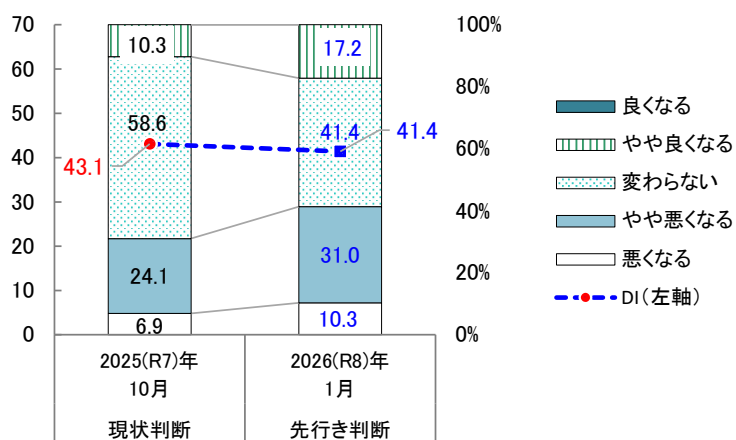 70
60
50
40
30
20
10
0
100%
80%
60%
40%
20%
0%
10.3
58.6
24.1
6.9
43.1
17.2
41.4
31.0
10.3
41.4
2025(R7)年
10月
現状判断
2026(R8)年
1月
先行き判断
良くなる
やや良くなる
変わらない
やや悪くなる
悪くなる
DI(左軸)